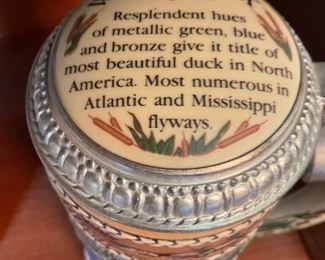 Resplendent hues
of metallic green, blue
and bronze give it title of
most beautiful duck in North
America. Most numerous in
Atlantic and Mississippi
flyways.